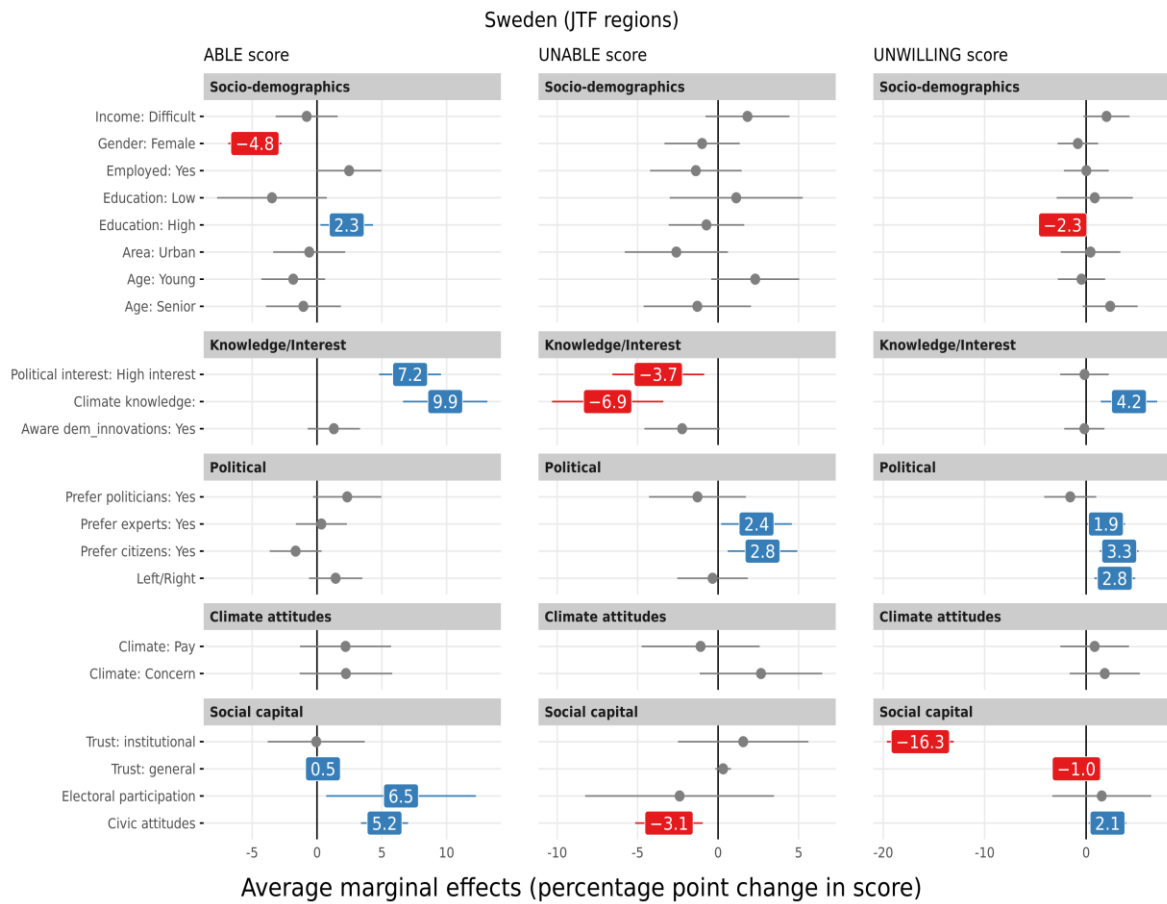 Sweden (JTF regions)
ABLE score UNABLE score UNWILLING score
Socio-demographics Socio-demographics Socio-demographics
Income: Difficult
Gender: Female −4.8
Employed: Yes
Education: Low
Education: High 2.3 −2.3
Area: Urban
Age: Young
Age: Senior
Knowledge/Interest Knowledge/Interest Knowledge/Interest
Political interest: High interest 7.2 −3.7
Climate knowledge: 9.9 −6.9 4.2
Aware dem_innovations: Yes
Political Political Political
Prefer politicians: Yes
Prefer experts: Yes 2.4 1.9
Prefer citizens: Yes 2.8 3.3
Left/Right 2.8
Climate attitudes Climate attitudes Climate attitudes
Climate: Pay
Climate: Concern
Social capital Social capital Social capital
Trust: institutional −16.3
Trust: general 0.5 −1.0
Electoral participation 6.5
Civic attitudes 5.2 −3.1 2.1
-5 0 5 10 -10 -5 0 5 -20 -10 0
Average marginal effects (percentage point change in score)